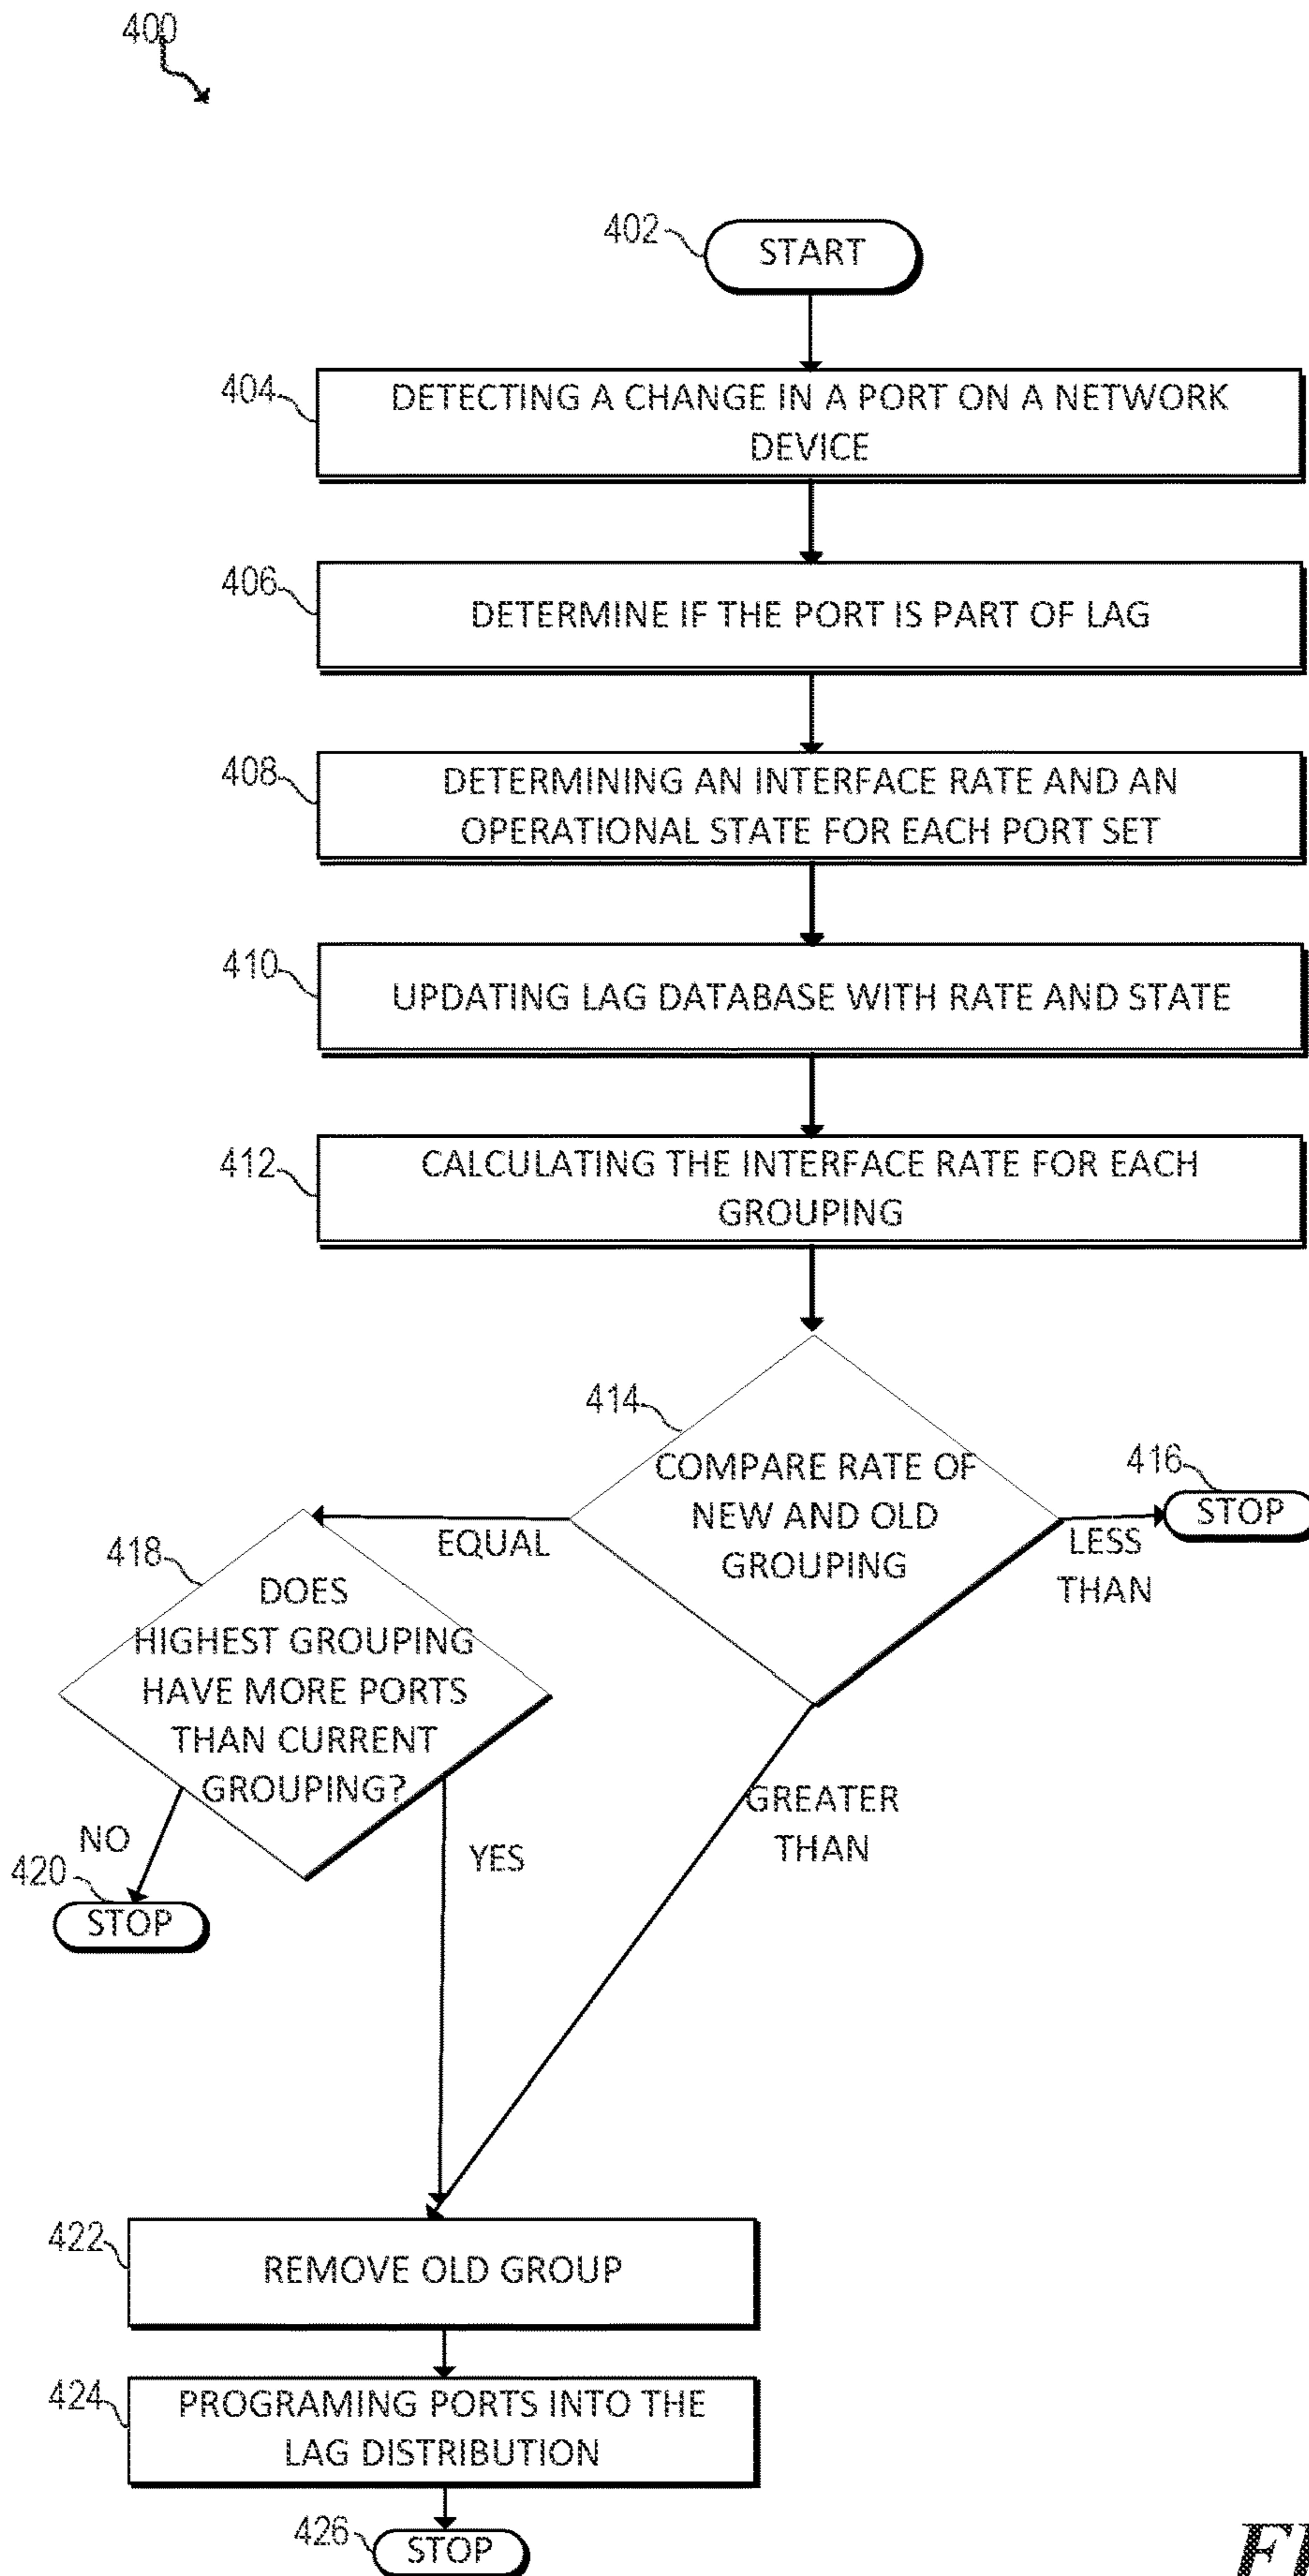 400
402
START
404
DETECTING A CHANGE IN A PORT ON A NETWORK
DEVICE
406
DETERMINE IF THE PORT IS PART OF LAG
408
DETERMINING AN INTERFACE RATE AND AN
OPERATIONAL STATE FOR EACH PORT SET
410
UPDATING LAG DATABASE WITH RATE AND STATE
412
CALCULATING THE INTERFACE RATE FOR EACH
GROUPING
414
COMPARE RATE OF
NEW AND OLD
GROUPING
416
STOP
LESS
THAN
EQUAL
418
DOES
HIGHEST GROUPING
HAVE MORE PORTS
THAN CURRENT
GROUPING?
GREATER
THAN
NO
YES
420
STOP
422
REMOVE OLD GROUP
424
PROGRAMING PORTS INTO THE
LAG DISTRIBUTION
426
STOP